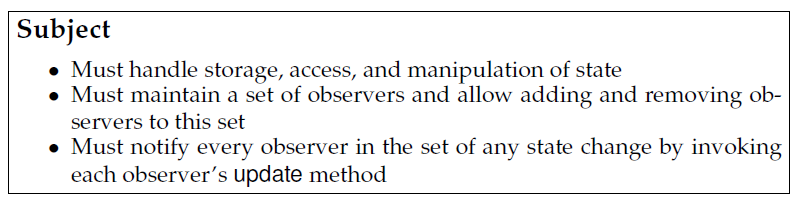 Subject
• Must handle storage, access, and manipulation of state
• Must maintain a set of observers and allow adding and removing ob-
servers to this set
• Must notify every observer in the set of any state change by invoking
each observer's update method